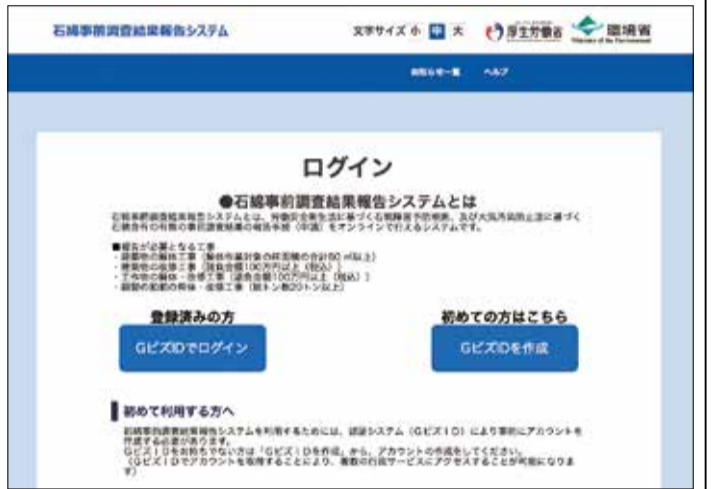 石綿事前調査結果報告システム
文字サイズ 小 中 大
厚生労働省
環境省
Ministry of the Environment
お知らせ一覧 ヘルプ
ログイン
●石綿事前調査結果報告システムとは
石綿事前調査結果報告システムとは、労働安全衛生法に基づく石綿障害予防規則、及び大気汚染防止法に基づく
石綿含有の有無の事前調査結果の報告手続（申請）をオンラインで行えるシステムです。
■報告が必要となる工事
・建築物の解体工事（解体作業対象の床面積の合計80 ㎡以上）
・建築物の改修工事（請負金額100万円以上（税込））
・工作物の解体・改修工事（請負金額100万円以上（税込））
・鋼製の船舶の解体・改修工事（総トン数20トン以上）
登録済みの方
初めての方はこちら
GビズIDでログイン
GビズIDを作成
初めて利用する方へ
石綿事前調査結果報告システムを利用するためには、認証システム（GビズＩＤ）により事前にアカウントを
作成する必要があります。
GビズＩＤをお持ちでない方は「GビズＩＤを作成」から、アカウントの作成をしてください。
（GビズＩＤでアカウントを取得することにより、複数の行政サービスにアクセスすることが可能になりま
す）